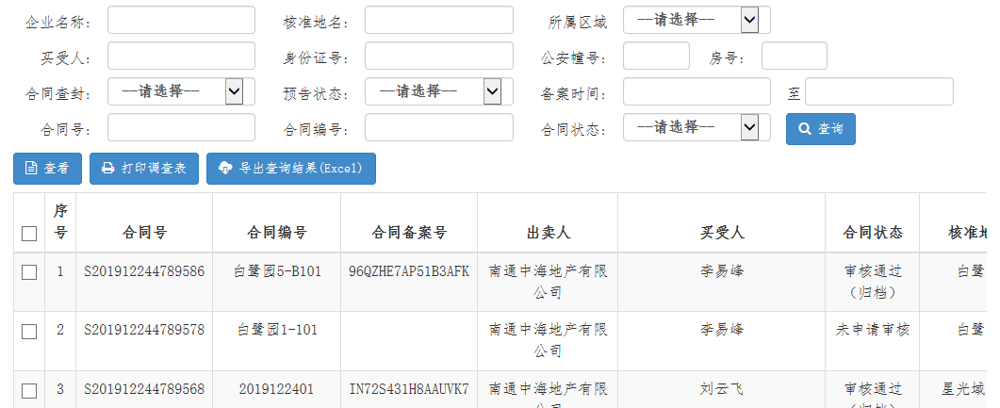 企业名称: 核准地名: 所属区域 --请选择--
买受人: 身份证号: 公安幢号: 房号:
合同查封: --请选择-- 预告状态: --请选择-- 备案时间: 至
合同号: 合同编号: 合同状态: --请选择-- 查询
查看 打印调查表 导出查询结果(Excel)
序号 合同号 合同编号 合同备案号 出卖人 买受人 合同状态 核准地
1 S201912244789586 白鹭园5-B101 96QZHE7AP51B3AFK 南通中海地产有限公司 李易峰 审核通过(归档) 白鹭
2 S201912244789578 白鹭园1-101 南通中海地产有限公司 李易峰 未申请审核 白鹭
3 S201912244789568 2019122401 IN72S431H8AAUVK7 南通中海地产有限公司 刘云飞 审核通过(归档) 星光域